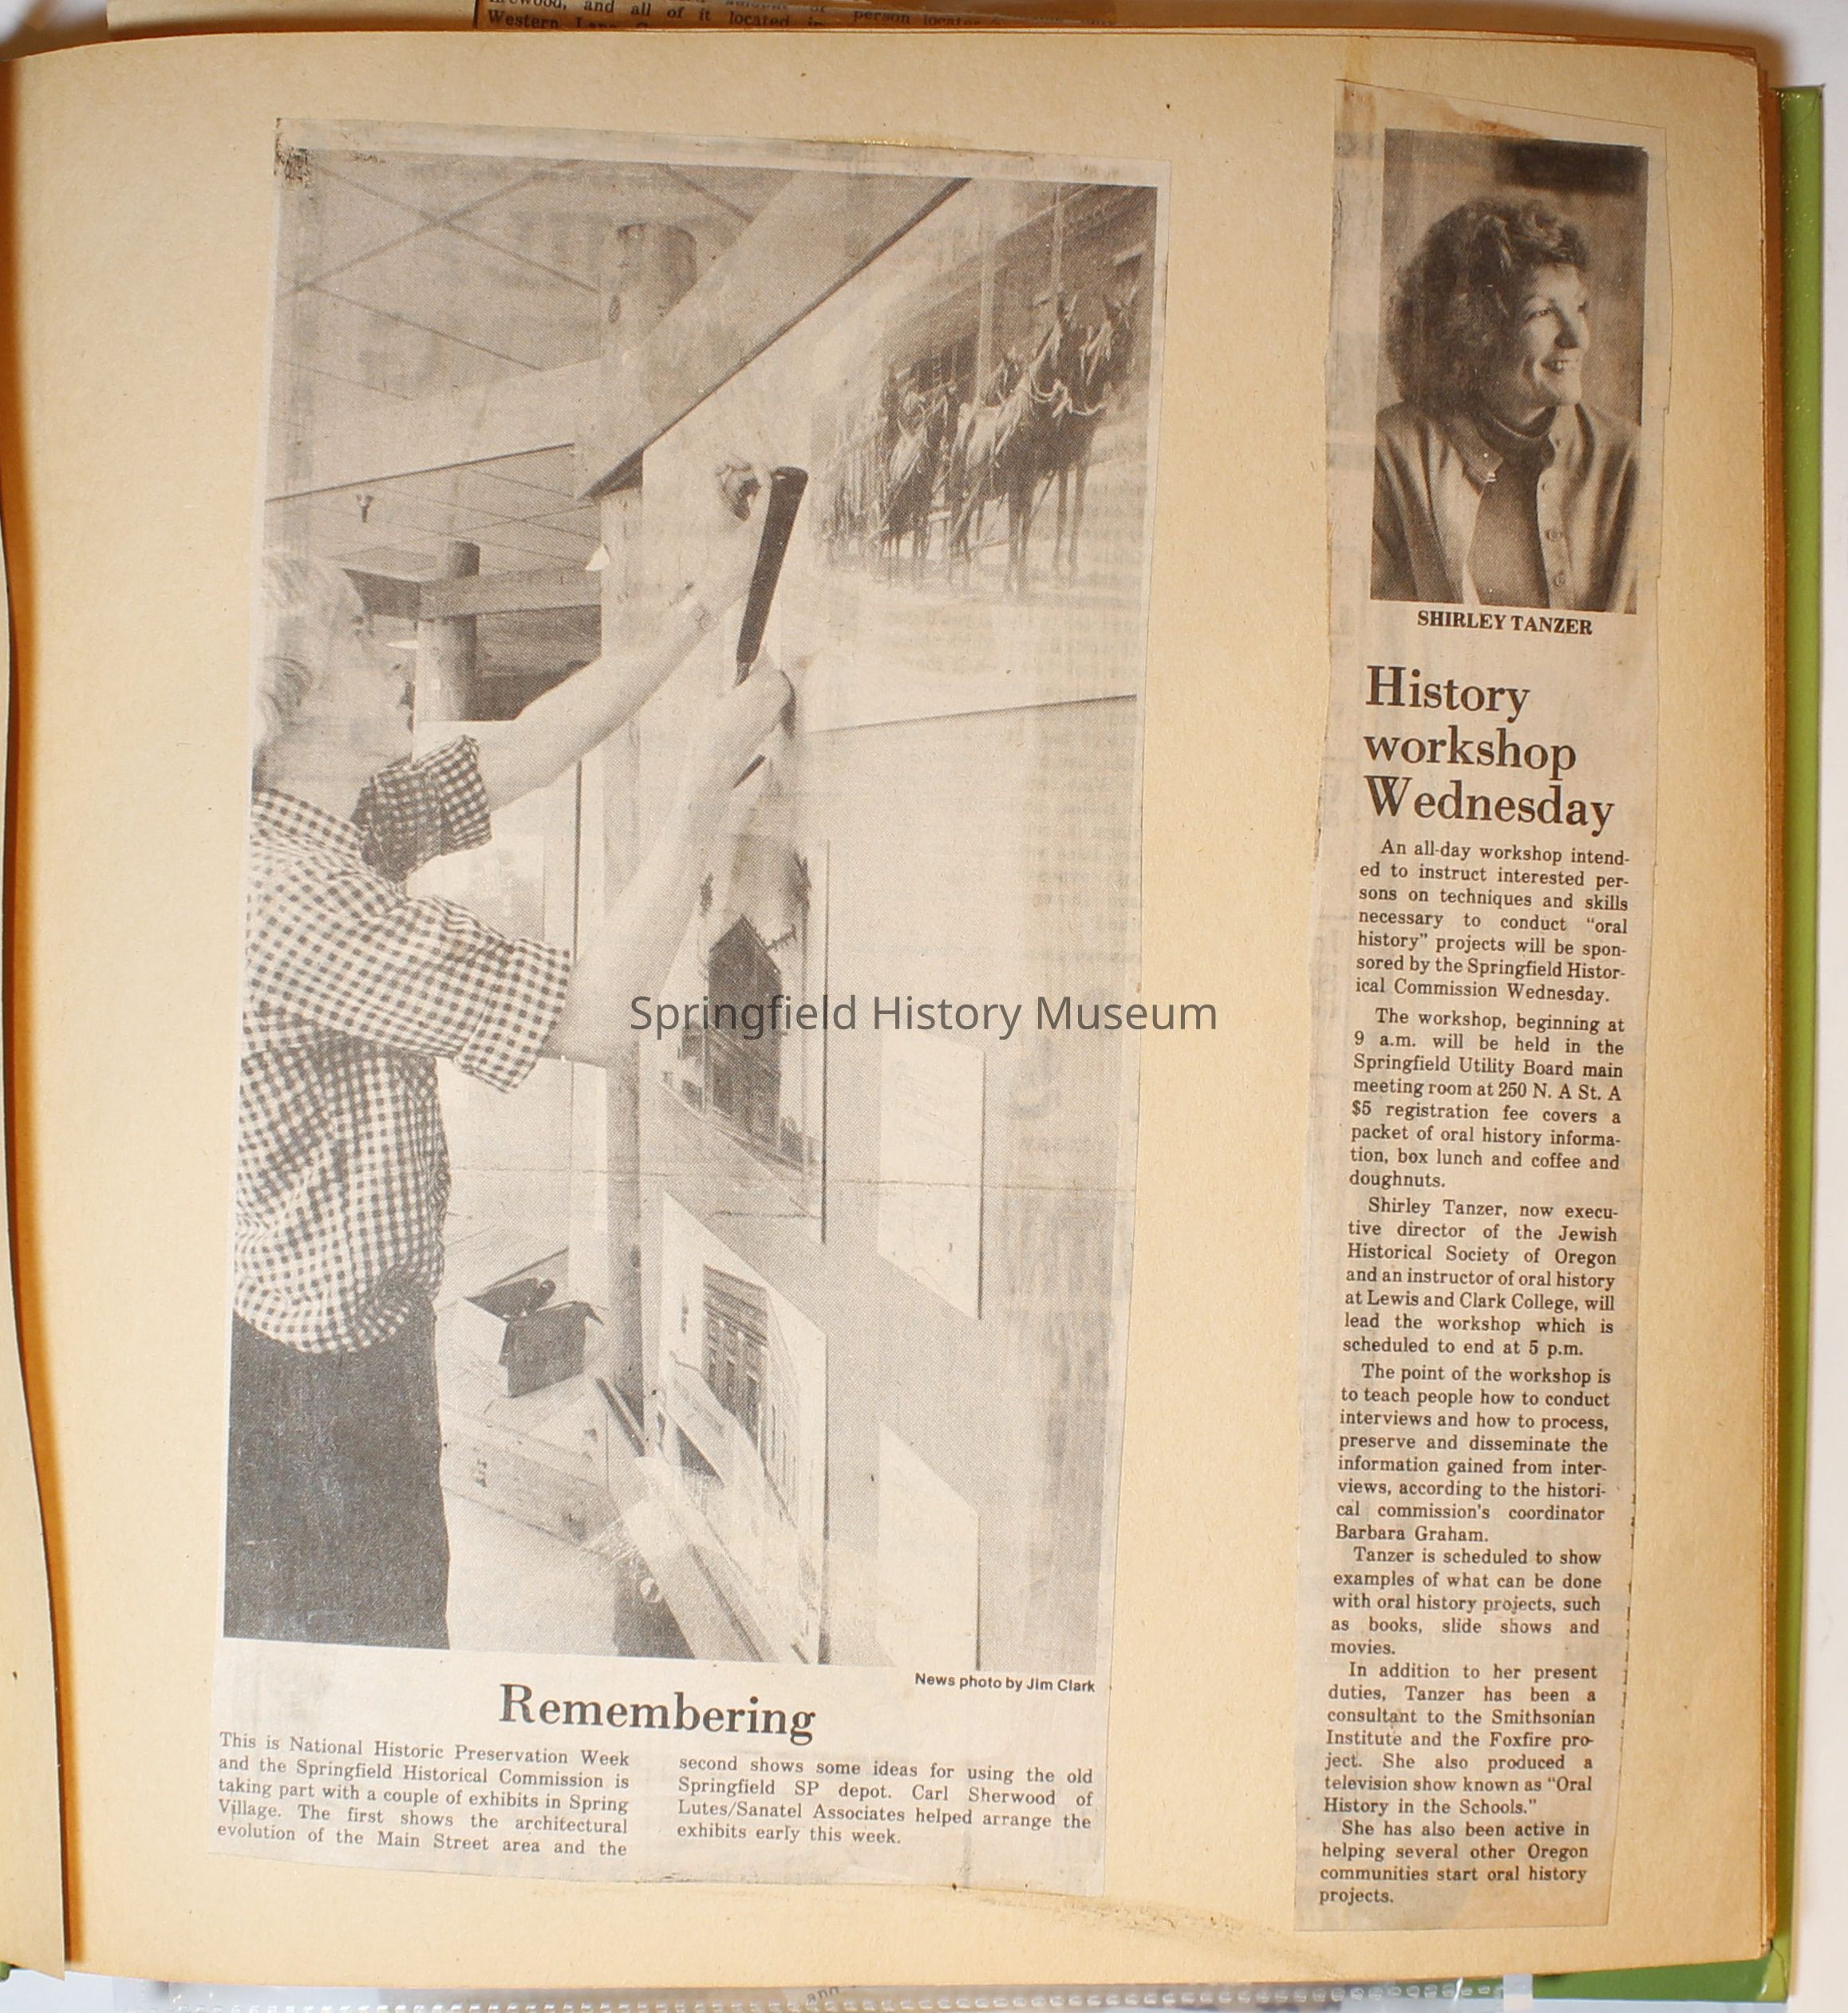 and all of it located in
Western
person
Springfield History Museum
News photo by Jim Clark
Remembering
This is National Historic Preservation Week
and the Springfield Historical Commission is
taking part with a couple of exhibits in Spring
Village. The first shows the architectural
evolution of the Main Street area and the
second shows some ideas for using the old
Springfield SP depot. Carl Sherwood of
Lutes/Sanatel Associates helped arrange the
exhibits early this week.
SHIRLEY TANZER
History
workshop
Wednesday
An all-day workshop intend-
ed to instruct interested per-
sons on techniques and skills
necessary to conduct "oral
history" projects will be spon-
sored by the Springfield Histor-
ical Commission Wednesday.
The workshop, beginning at
9 a.m. will be held in the
Springfield Utility Board main
meeting room at 250 N. A St. A
$5 registration fee covers a
packet of oral history informa-
tion, box lunch and coffee and
doughnuts.
Shirley Tanzer, now execu-
tive director of the Jewish
Historical Society of Oregon
and an instructor of oral history
at Lewis and Clark College, will
lead the workshop which is
scheduled to end at 5 p.m.
The point of the workshop is
to teach people how to conduct
interviews and how to process,
preserve and disseminate the
information gained from inter-
views, according to the histori-
cal commission's coordinator
Barbara Graham.
Tanzer is scheduled to show
examples of what can be done
with oral history projects, such
as books, slide shows and
movies.
In addition to her present
duties, Tanzer has been a
consultant to the Smithsonian
Institute and the Foxfire pro-
ject. She also produced a
television show known as "Oral
History in the Schools."
She has also been active in
helping several other Oregon
communities start oral history
projects.